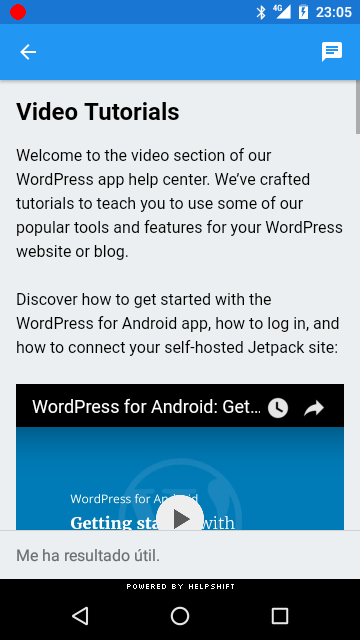 4G 23:05
Video Tutorials
Welcome to the video section of our
WordPress app help center. We’ve crafted
tutorials to teach you to use some of our
popular tools and features for your WordPress
website or blog.
Discover how to get started with the
WordPress for Android app, how to log in, and
how to connect your self-hosted Jetpack site:
WordPress for Android: Get...
WordPress for Android
Getting started with
Me ha resultado útil.
POWERED BY HELPSHIFT